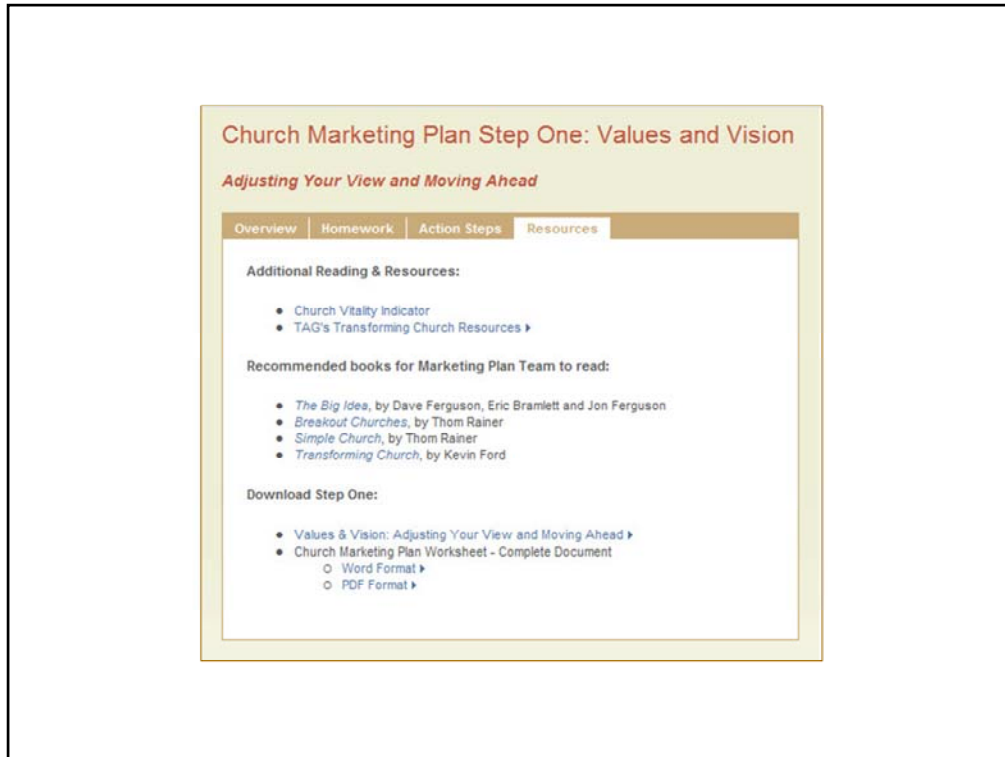 Church Marketing Plan Step One: Values and Vision
Adjusting Your View and Moving Ahead
Overview Homework Action Steps Resources
Additional Reading & Resources:
• Church Vitality Indicator
• TAG's Transforming Church Resources ▸
Recommended books for Marketing Plan Team to read:
• The Big Idea, by Dave Ferguson, Eric Bramlett and Jon Ferguson
• Breakout Churches, by Thom Rainer
• Simple Church, by Thom Rainer
• Transforming Church, by Kevin Ford
Download Step One:
• Values & Vision: Adjusting Your View and Moving Ahead ▸
• Church Marketing Plan Worksheet - Complete Document
○ Word Format ▸
○ PDF Format ▸